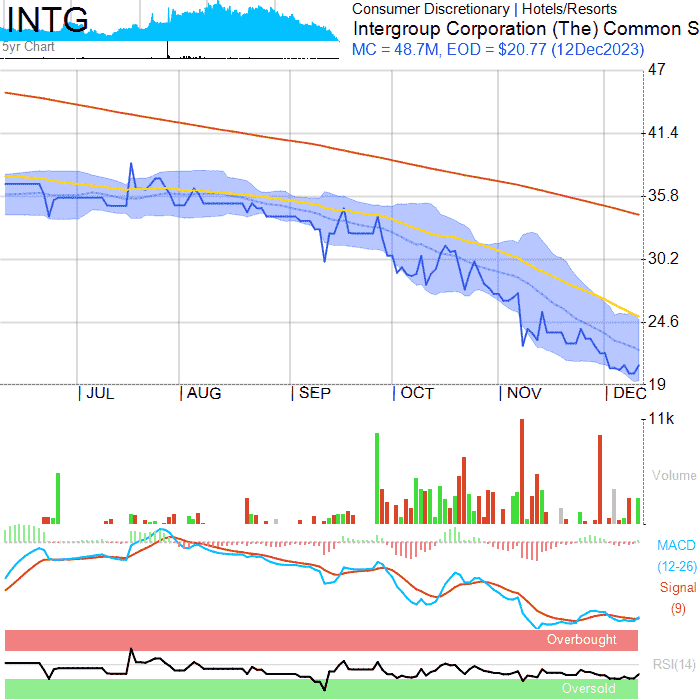 INTG
5yr Chart
Consumer Discretionary | Hotels/Resorts
Intergroup Corporation (The) Common S
MC = 48.7M, EOD = $20.77 (12Dec2023)
47
41.4
35.8
30.2
24.6
19
| JUL | AUG | SEP | OCT | NOV | DEC
11k
Volume
MACD
(12-26)
Signal
(9)
Overbought
RSI(14)
Oversold